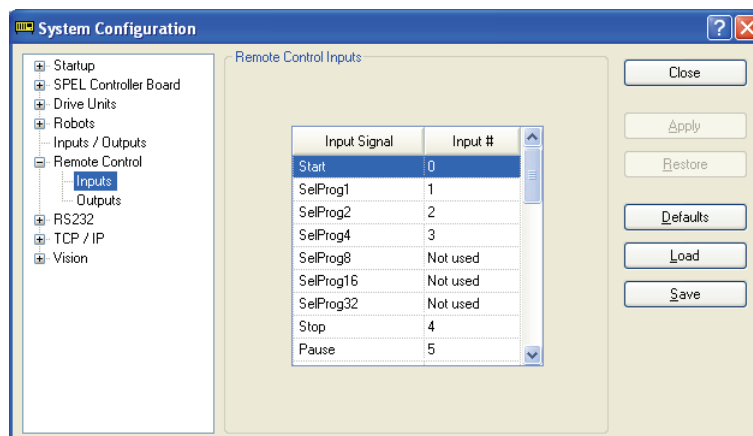 System Configuration
Startup
SPEL Controller Board
Drive Units
Robots
Inputs / Outputs
Remote Control
Inputs
Outputs
RS232
TCP / IP
Vision
Remote Control Inputs
Input Signal Input #
Start 0
SelProg1 1
SelProg2 2
SelProg4 3
SelProg8 Not used
SelProg16 Not used
SelProg32 Not used
Stop 4
Pause 5
Close
Apply
Restore
Defaults
Load
Save